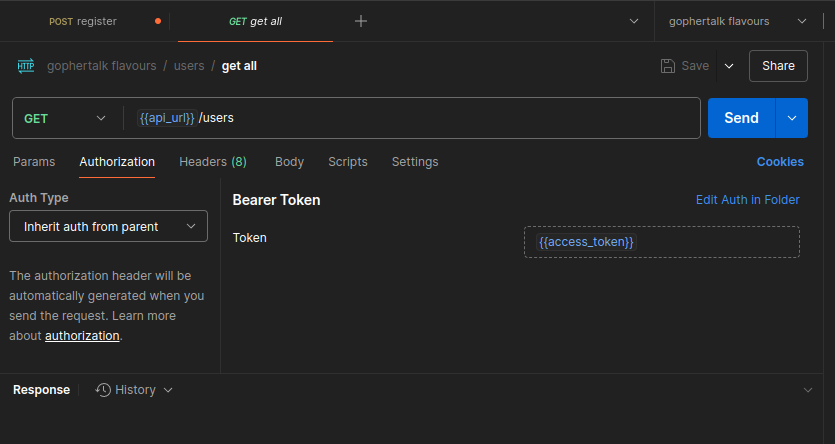 POST register
GET get all
gophertalk flavours
HTTP gophertalk flavours / users / get all
Save
Share
GET
{{api_url}} /users
Send
Params Authorization Headers (8) Body Scripts Settings Cookies
Auth Type
Inherit auth from parent
The authorization header will be
automatically generated when you
send the request. Learn more
about authorization.
Bearer Token
Edit Auth in Folder
Token
{{access_token}}
Response
History